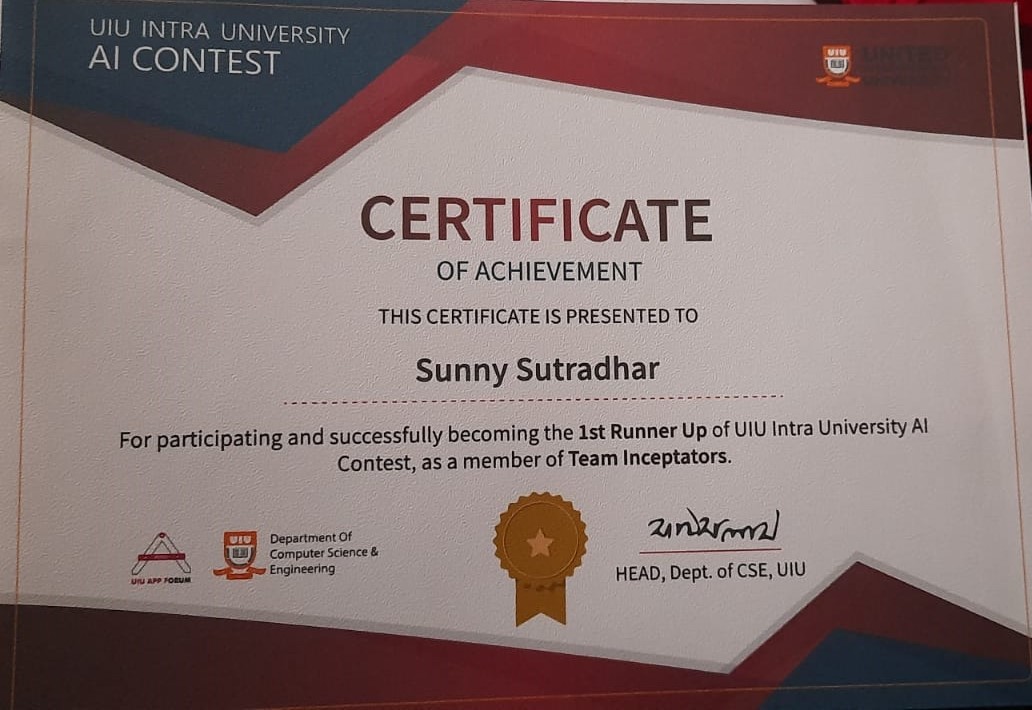 UIU INTRA UNIVERSITY
AI CONTEST
UIU
UNITED
CERTIFICATE
OF ACHIEVEMENT
THIS CERTIFICATE IS PRESENTED TO
Sunny Sutradhar
For participating and successfully becoming the 1st Runner Up of UIU Intra University AI
Contest, as a member of Team Inceptators.
UIU APP FORUM
UIU
Department Of
Computer Science &
Engineering
HEAD, Dept. of CSE, UIU